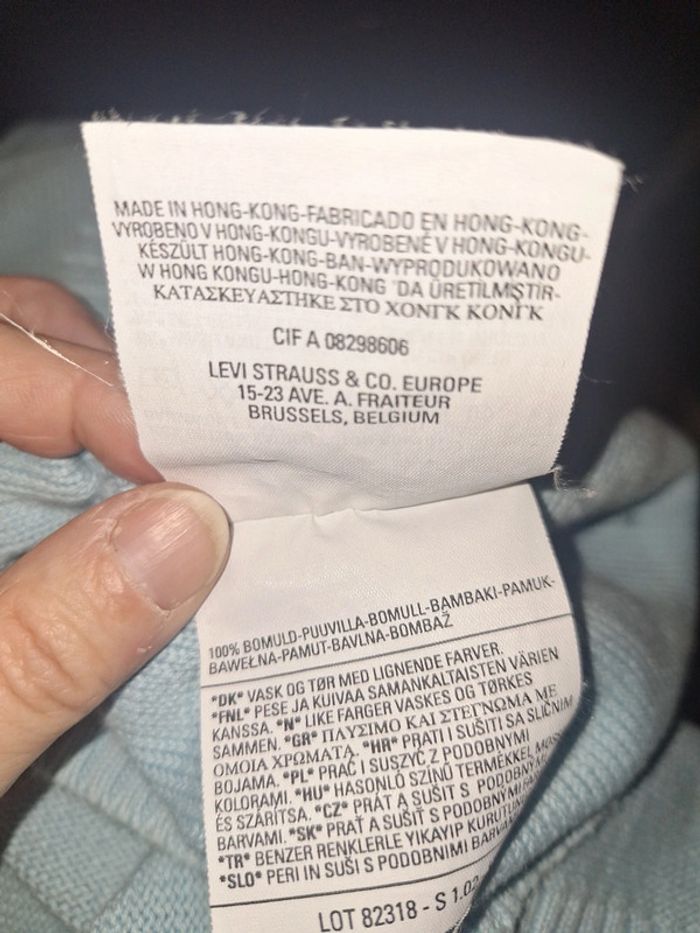 MADE IN HONG-KONG-FABRICADO EN HONG-KONG-
VYROBENO V HONG-KONGU-VYROBENÉ V HONG-KONGU-
KÉSZÜLT HONG-KONG-BAN-WYPRODUKOWANO
W HONG KONGU-HONG-KONG 'DA ÜRETILMIŞTIR-
ΚΑΤΑΣΚΕΥΑΣΤΗΚΕ ΣΤΟ ΧΟΝΓΚ ΚΟΝΓΚ
CIF A 08298606
LEVI STRAUSS & CO. EUROPE
15-23 AVE. A. FRAITEUR
BRUSSELS, BELGIUM
100% BOMULD-PUUVILLA-BOMULL-BAMBAKI-PAMUK-
BAWEŁNA-PAMUT-BAVLNA-BOMBAŽ
*DK* VASK OG TØR MED LIGNENDE FARVER.
*FNL* PESE JA KUIVAA SAMANKALTAISTEN VÄRIEN
KANSSA. *N* LIKE FARGER VASKES OG TØRKES
SAMMEN. *GR* ΠΛΥΣΙΜΟ ΚΑΙ ΣΤΕΓΝΩΜΑ ΜΕ
ΟΜΟΙΑ ΧΡΩΜΑΤΑ. *HR* PRATI I SUŠITI SA SLIČNIM
BOJAMA. *PL* PRAĆ I SUSZYĆ Z PODOBNYMI
KOLORAMI. *HU* HASONLÓ SZÍNŰ TERMÉKKEL
ÉS SZÁRÍTSA. *CZ* PRÁT A SUŠIT S
BARVAMI. *SK* PRAŤ A SUŠIŤ S PODOBNÝMI
*TR* BENZER RENKLERLE YIKAYIP
*SLO* PERI IN SUŠI S PODOBNIMI
LOT 82318 - S 1.02